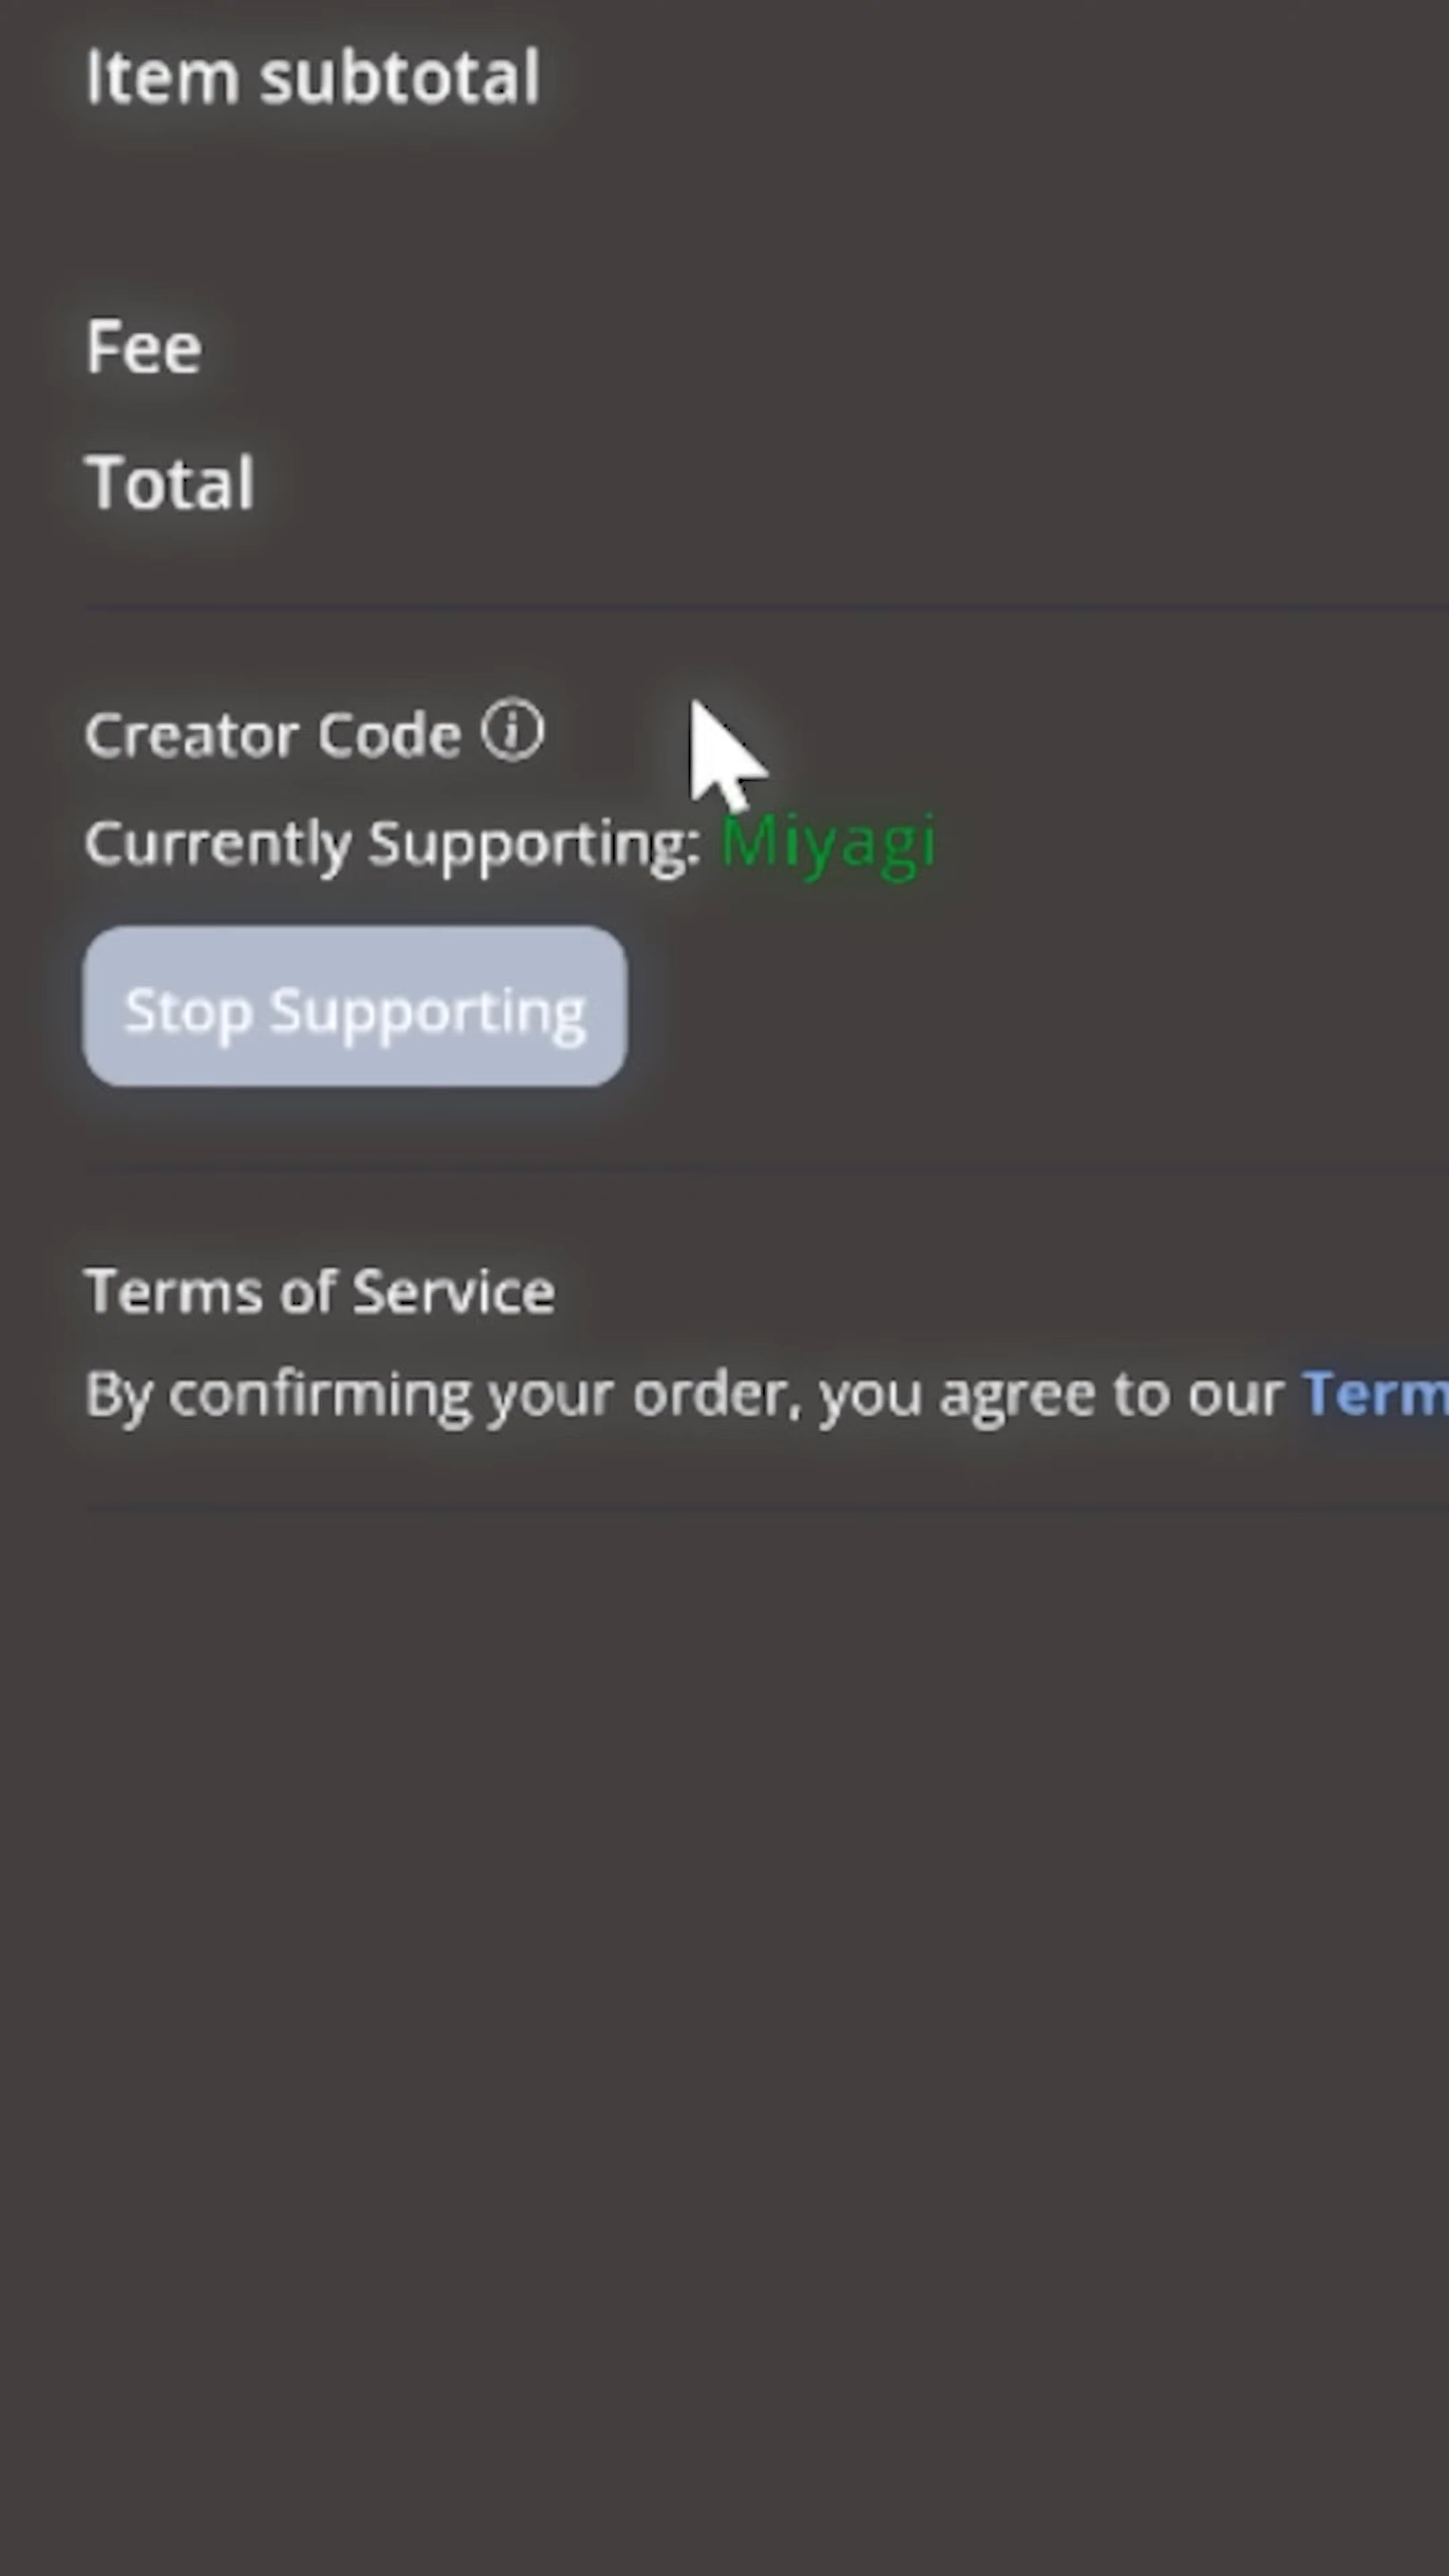 Item subtotal
Fee
Total
Creator Code
Currently Supporting: Miyagi
Stop Supporting
Terms of Service
By confirming your order, you agree to our Term